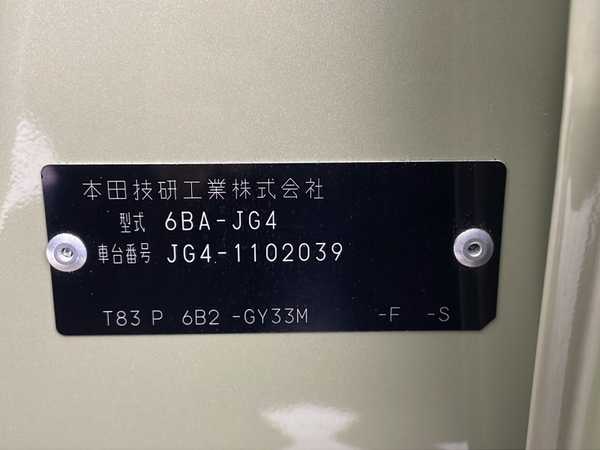 本田技研工業株式会社
型式 6BA-JG4
車台番号 JG4-1102039
T83 P 6B2 -GY33M -F -S